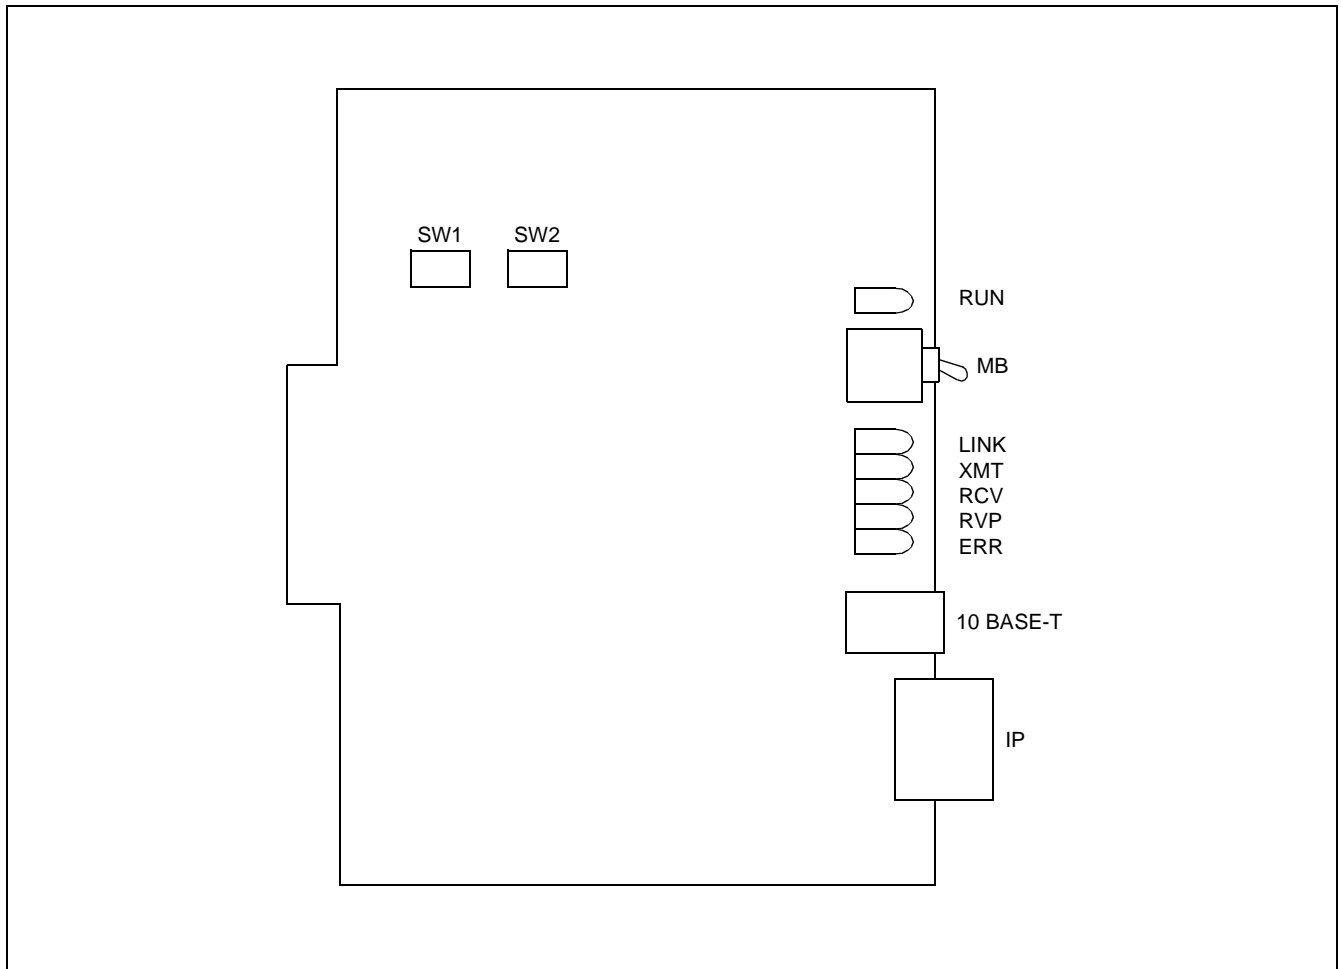 SW1 SW2
RUN
MB
LINK
XMT
RCV
RVP
ERR
10 BASE-T
IP